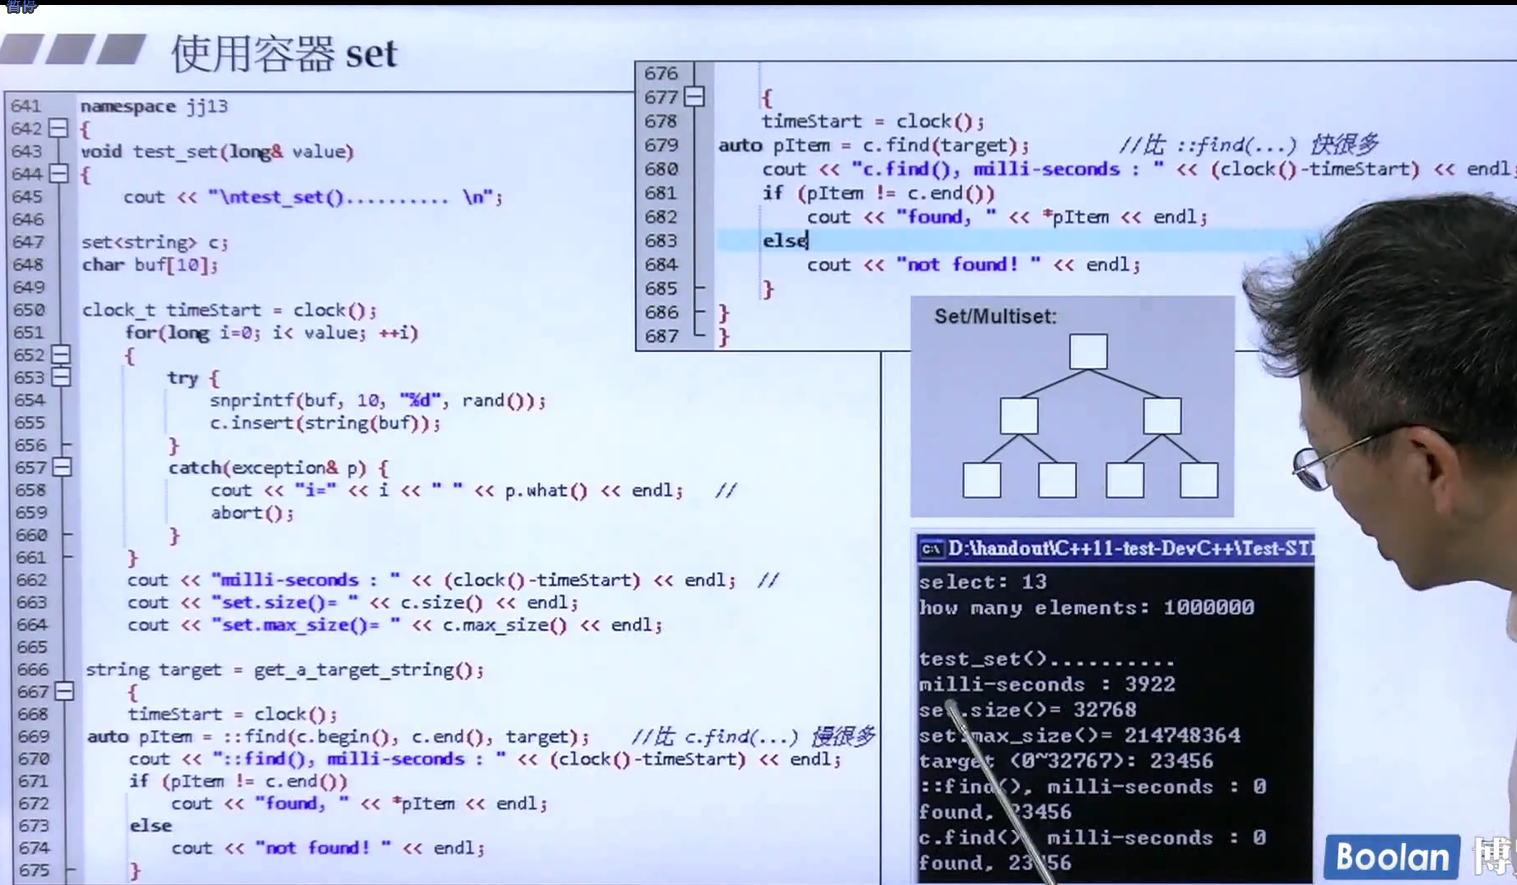 暂停
使用容器 set
641 namespace jj13
642 {
643 void test_set(long& value)
644 {
645 cout << "\ntest_set().......... \n";
646
647 set<string> c;
648 char buf[10];
649
650 clock_t timeStart = clock();
651 for(long i=0; i< value; ++i)
652 {
653 try {
654 snprintf(buf, 10, "%d", rand());
655 c.insert(string(buf));
656 }
657 catch(exception& p) {
658 cout << "i=" << i << " " << p.what() << endl; //
659 abort();
660 }
661 }
662 cout << "milli-seconds : " << (clock()-timeStart) << endl; //
663 cout << "set.size()= " << c.size() << endl;
664 cout << "set.max_size()= " << c.max_size() << endl;
665
666 string target = get_a_target_string();
667 {
668 timeStart = clock();
669 auto pItem = ::find(c.begin(), c.end(), target); //比 c.find(...) 慢很多
670 cout << "::find(), milli-seconds : " << (clock()-timeStart) << endl;
671 if (pItem != c.end())
672 cout << "found, " << *pItem << endl;
673 else
674 cout << "not found! " << endl;
675 }
676
677 {
678 timeStart = clock();
679 auto pItem = c.find(target); //比 ::find(...) 快很多
680 cout << "c.find(), milli-seconds : " << (clock()-timeStart) << endl;
681 if (pItem != c.end())
682 cout << "found, " << *pItem << endl;
683 else
684 cout << "not found! " << endl;
685 }
686 }
687 }
Set/Multiset:
C:\ D:\handout\C++11-test-DevC++\Test-STI
select: 13
how many elements: 1000000
test_set()..........
milli-seconds : 3922
set.size()= 32768
set.max_size()= 214748364
target (0~32767): 23456
::find(), milli-seconds : 0
found, 23456
c.find() milli-seconds : 0
found, 23456
Boolan 博